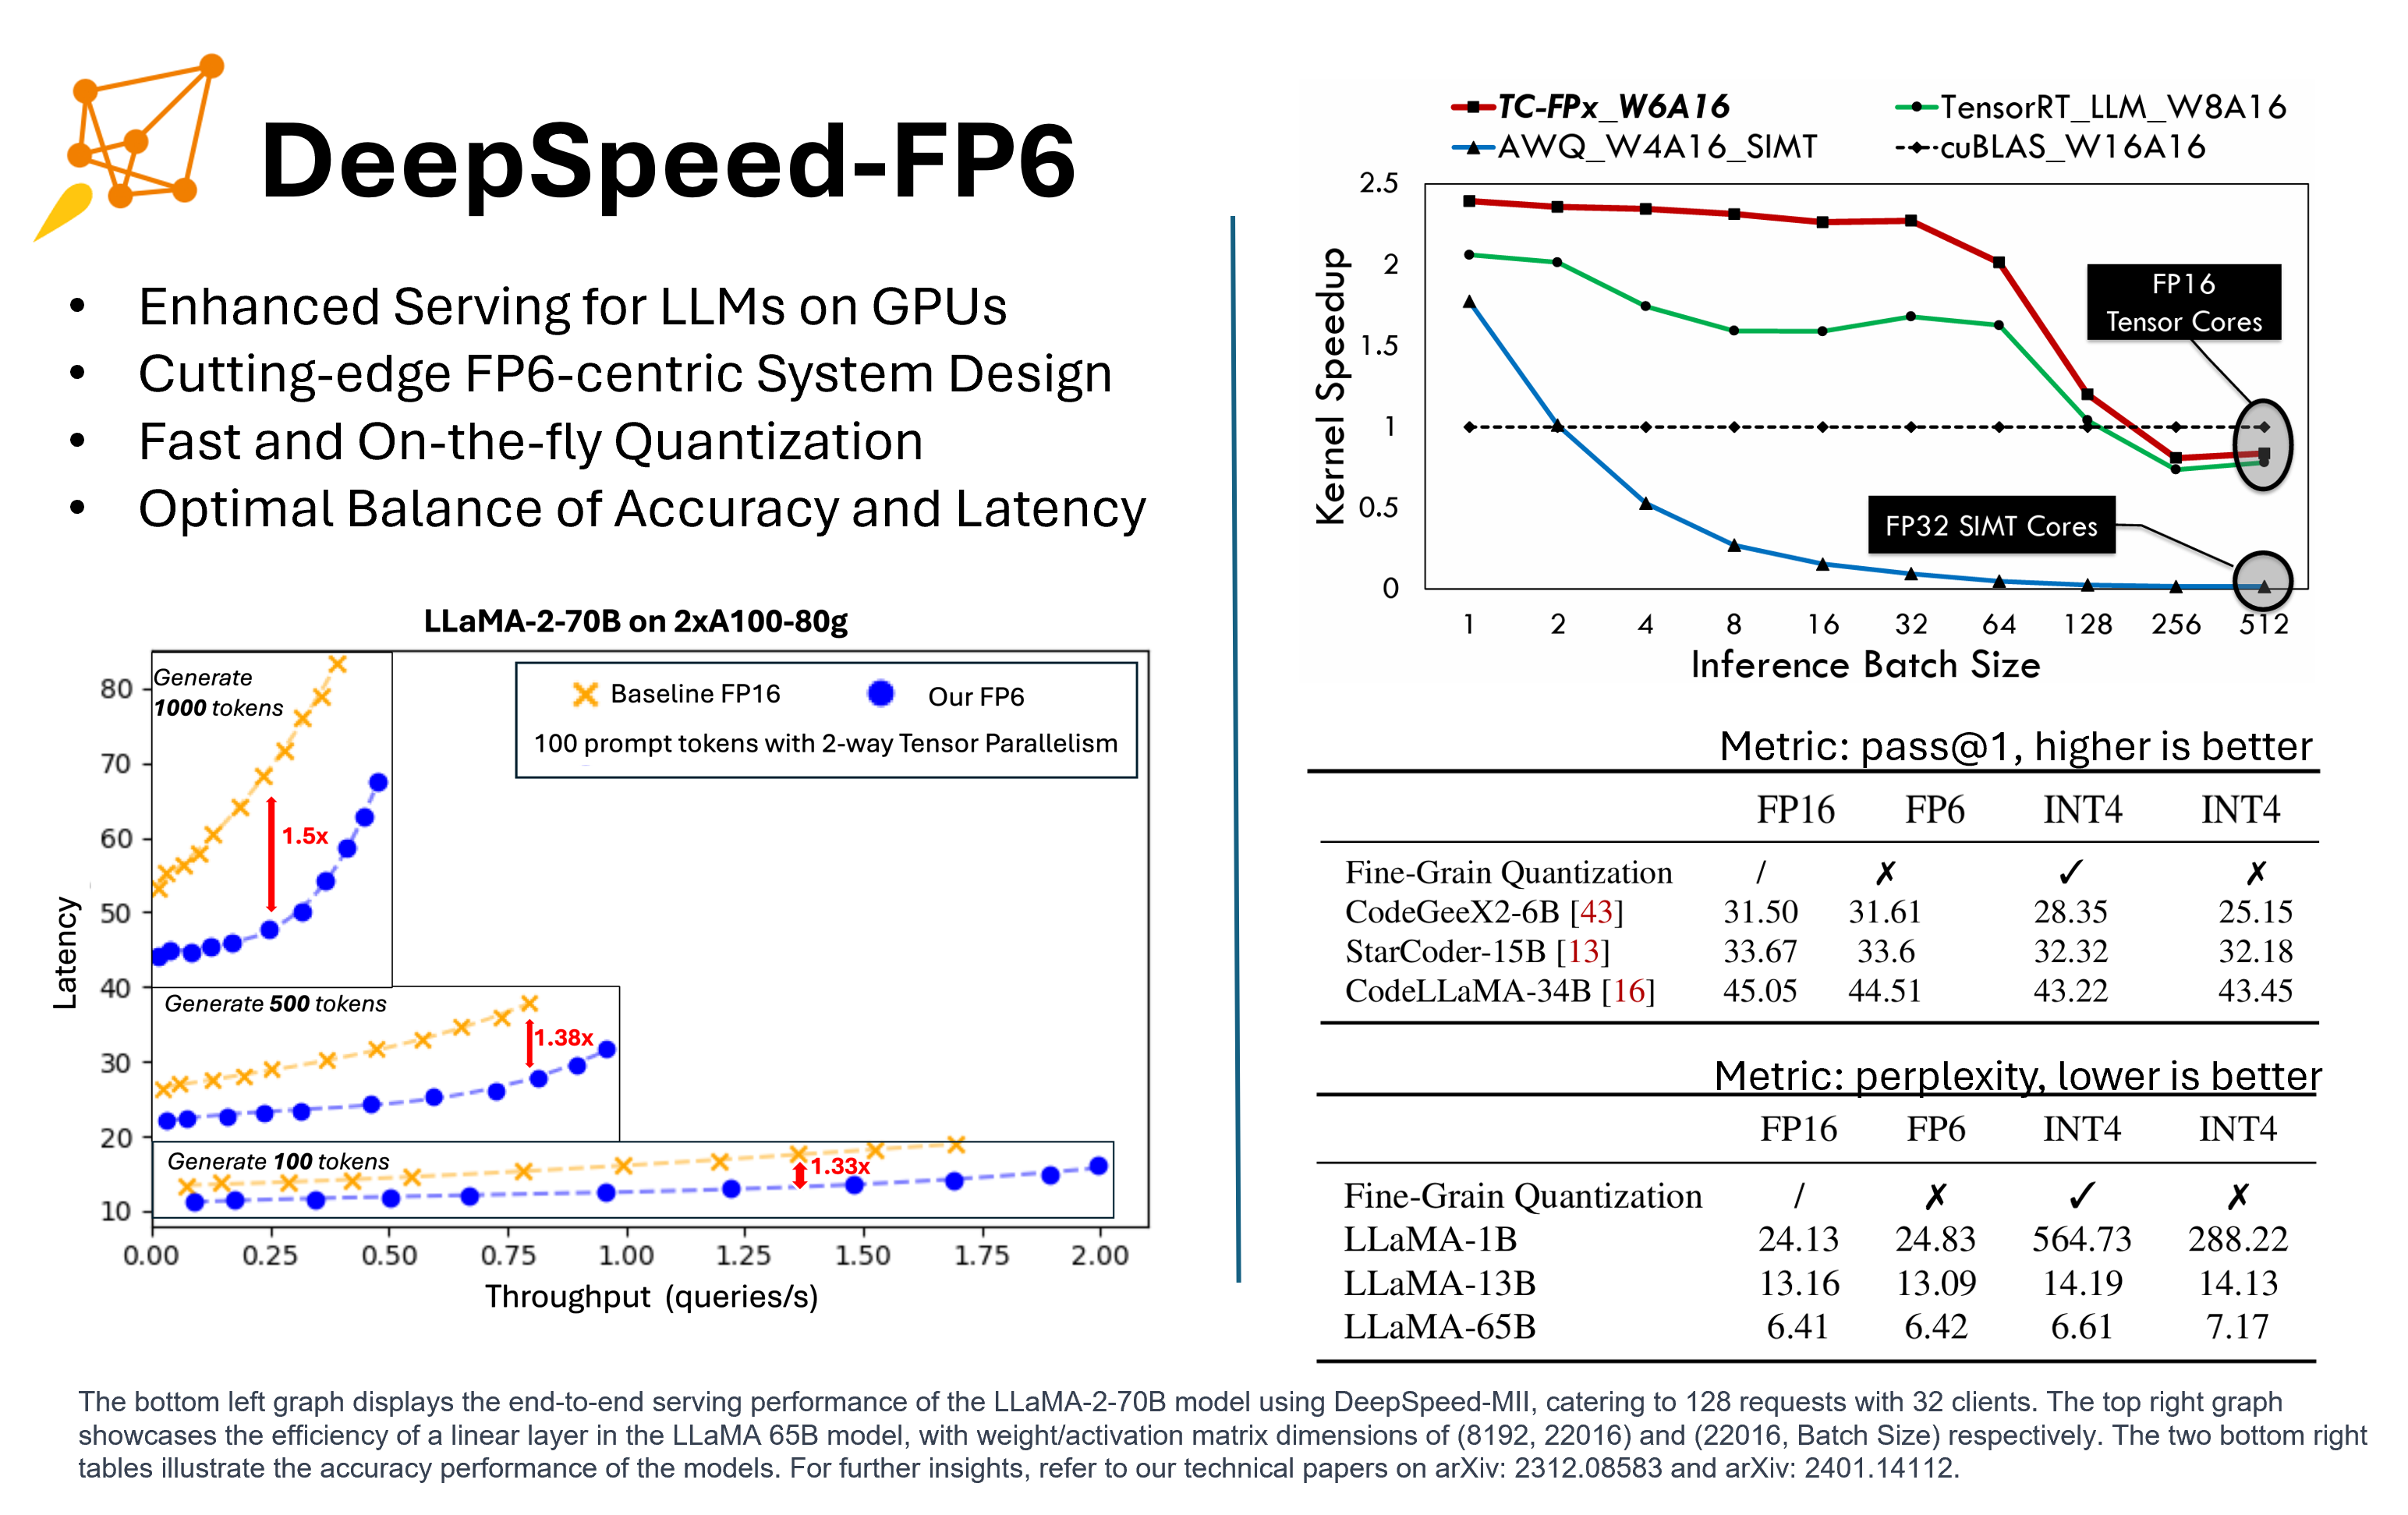 DeepSpeed-FP6
• Enhanced Serving for LLMs on GPUs
• Cutting-edge FP6-centric System Design
• Fast and On-the-fly Quantization
• Optimal Balance of Accuracy and Latency
LLaMA-2-70B on 2xA100-80g
Generate
1000 tokens
Baseline FP16 Our FP6
100 prompt tokens with 2-way Tensor Parallelism
1.5x
Generate 500 tokens
1.38x
Generate 100 tokens
1.33x
Latency
80
70
60
50
40
30
20
10
0.00 0.25 0.50 0.75 1.00 1.25 1.50 1.75 2.00
Throughput (queries/s)
TC-FPx_W6A16 TensorRT_LLM_W8A16
AWQ_W4A16_SIMT cuBLAS_W16A16
Kernel Speedup
2.5
2
1.5
1
0.5
0
FP16
Tensor Cores
FP32 SIMT Cores
1 2 4 8 16 32 64 128 256 512
Inference Batch Size
Metric: pass@1, higher is better
FP16 FP6 INT4 INT4
Fine-Grain Quantization / ✗ ✓ ✗
CodeGeeX2-6B [43] 31.50 31.61 28.35 25.15
StarCoder-15B [13] 33.67 33.6 32.32 32.18
CodeLLaMA-34B [16] 45.05 44.51 43.22 43.45
Metric: perplexity, lower is better
FP16 FP6 INT4 INT4
Fine-Grain Quantization / ✗ ✓ ✗
LLaMA-1B 24.13 24.83 564.73 288.22
LLaMA-13B 13.16 13.09 14.19 14.13
LLaMA-65B 6.41 6.42 6.61 7.17
The bottom left graph displays the end-to-end serving performance of the LLaMA-2-70B model using DeepSpeed-MII, catering to 128 requests with 32 clients. The top right graph
showcases the efficiency of a linear layer in the LLaMA 65B model, with weight/activation matrix dimensions of (8192, 22016) and (22016, Batch Size) respectively. The two bottom right
tables illustrate the accuracy performance of the models. For further insights, refer to our technical papers on arXiv: 2312.08583 and arXiv: 2401.14112.